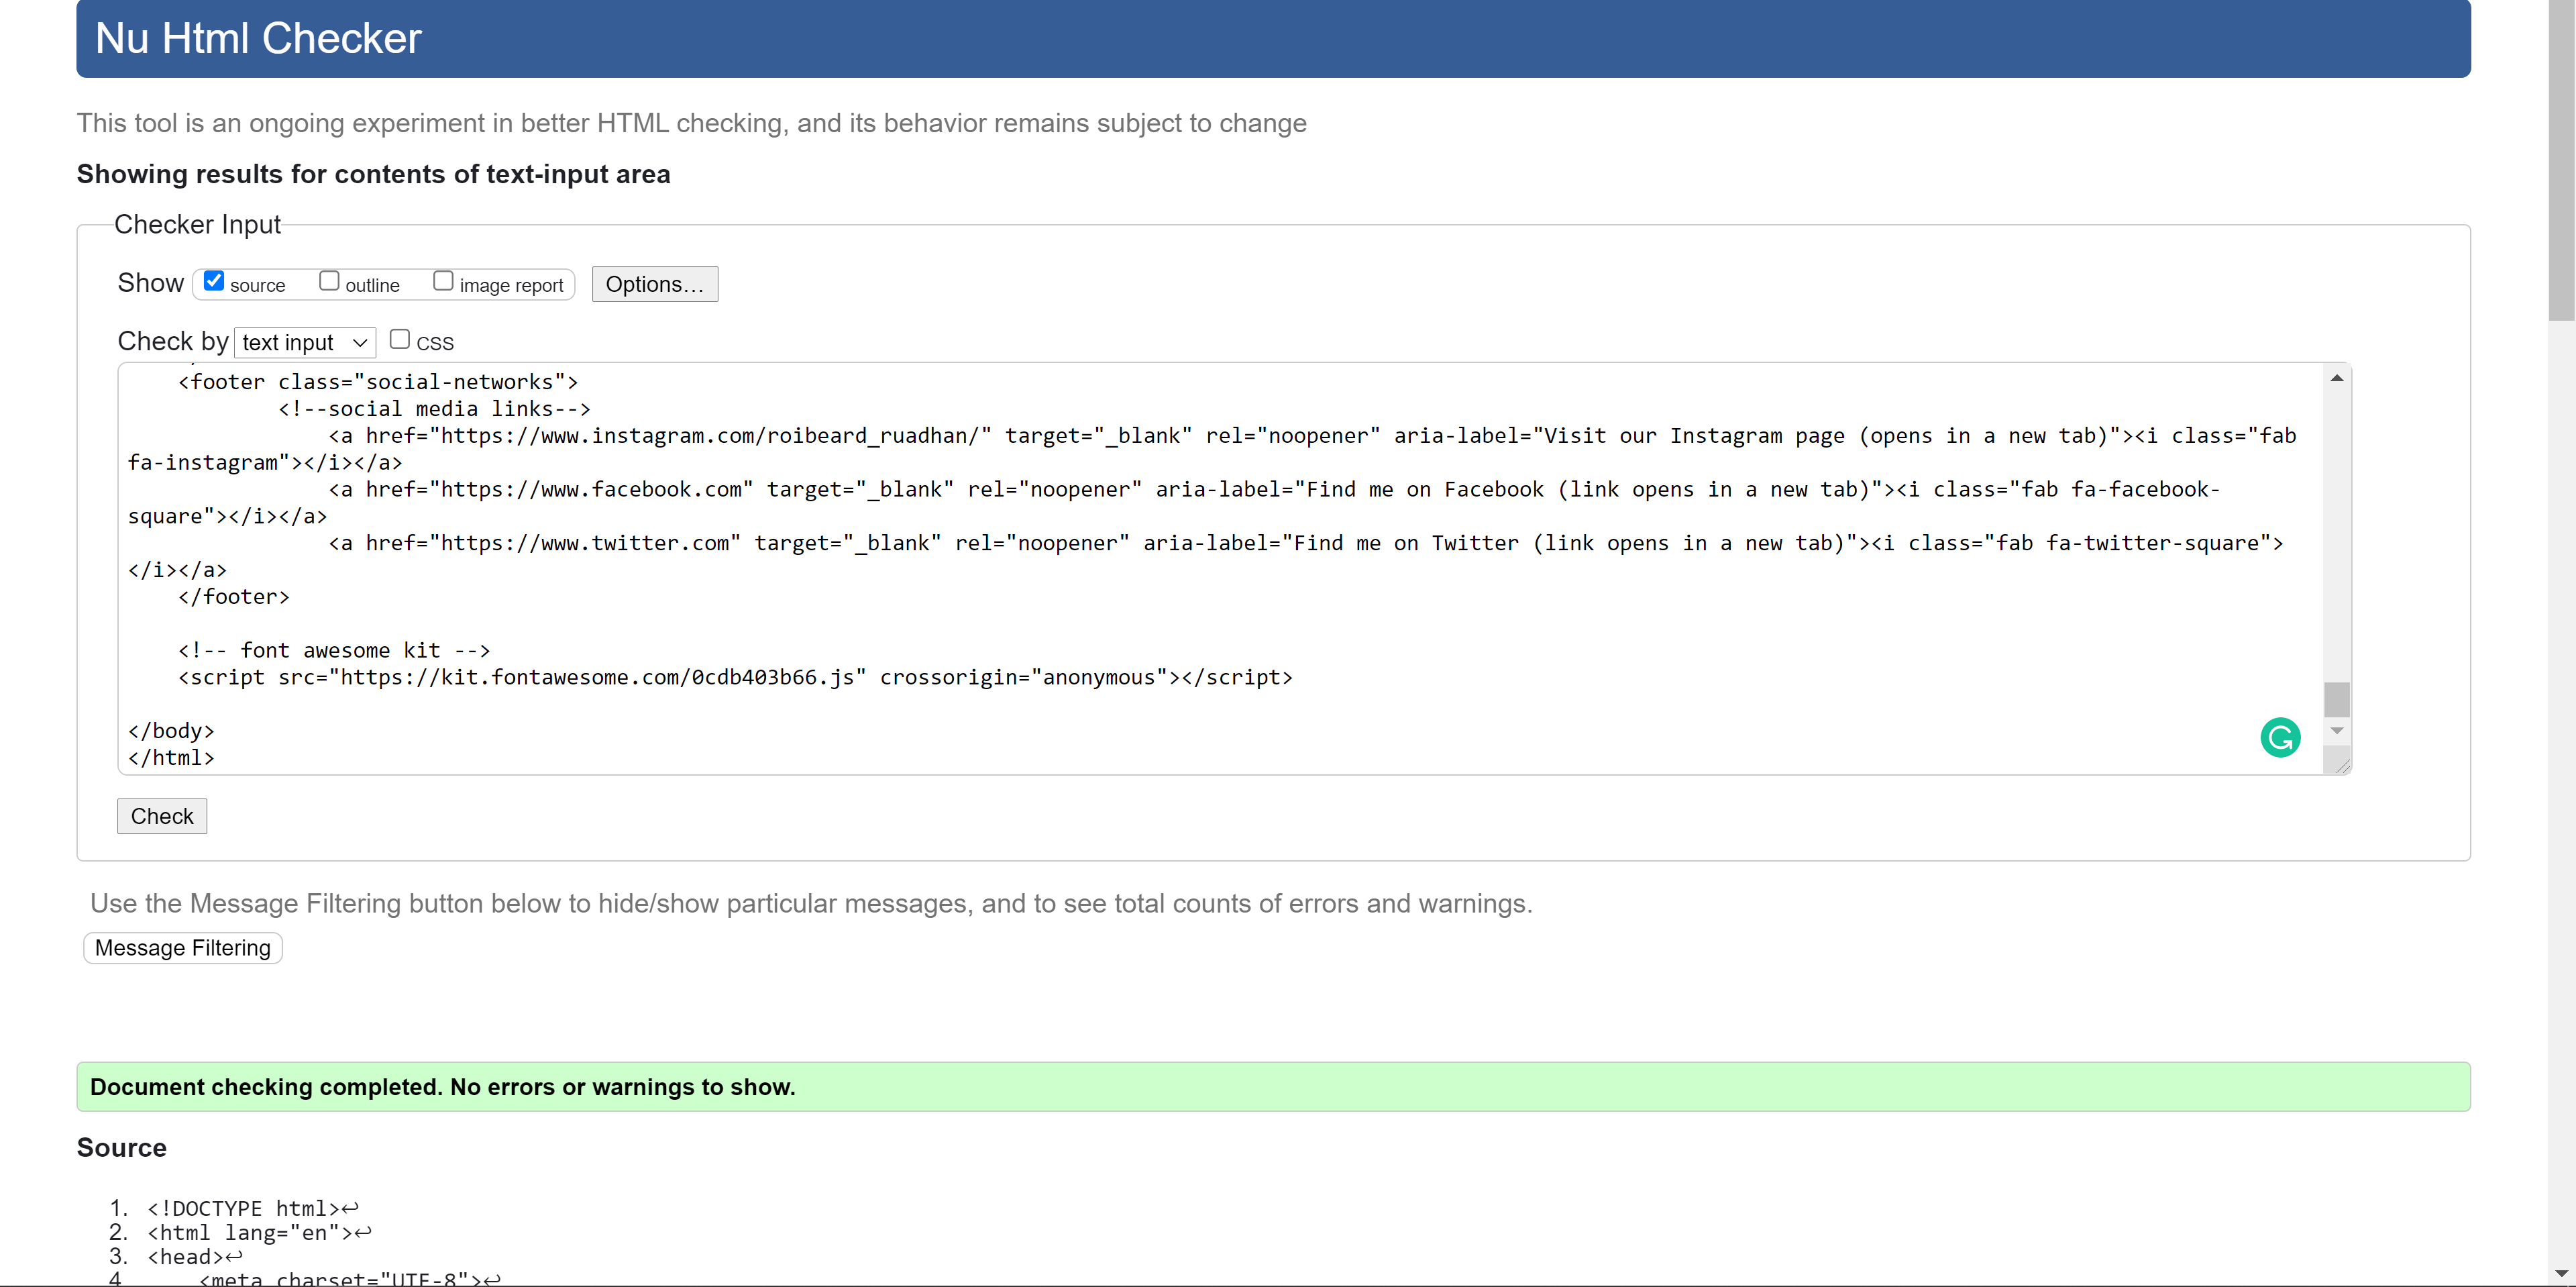 Nu Html Checker
This tool is an ongoing experiment in better HTML checking, and its behavior remains subject to change
Showing results for contents of text-input area
Checker Input
Show source outline image report Options…
Check by text input CSS
<footer class="social-networks">
<!--social media links-->
<a href="https://www.instagram.com/roibeard_ruadhan/" target="_blank" rel="noopener" aria-label="Visit our Instagram page (opens in a new tab)"><i class="fab
fa-instagram"></i></a>
<a href="https://www.facebook.com" target="_blank" rel="noopener" aria-label="Find me on Facebook (link opens in a new tab)"><i class="fab fa-facebook-
square"></i></a>
<a href="https://www.twitter.com" target="_blank" rel="noopener" aria-label="Find me on Twitter (link opens in a new tab)"><i class="fab fa-twitter-square">
</i></a>
</footer>
<!-- font awesome kit -->
<script src="https://kit.fontawesome.com/0cdb403b66.js" crossorigin="anonymous"></script>
</body>
</html>
Check
Use the Message Filtering button below to hide/show particular messages, and to see total counts of errors and warnings.
Message Filtering
Document checking completed. No errors or warnings to show.
Source
1. <!DOCTYPE html>↩
2. <html lang="en">↩
3. <head>↩
4. <meta charset="UTF-8">↩